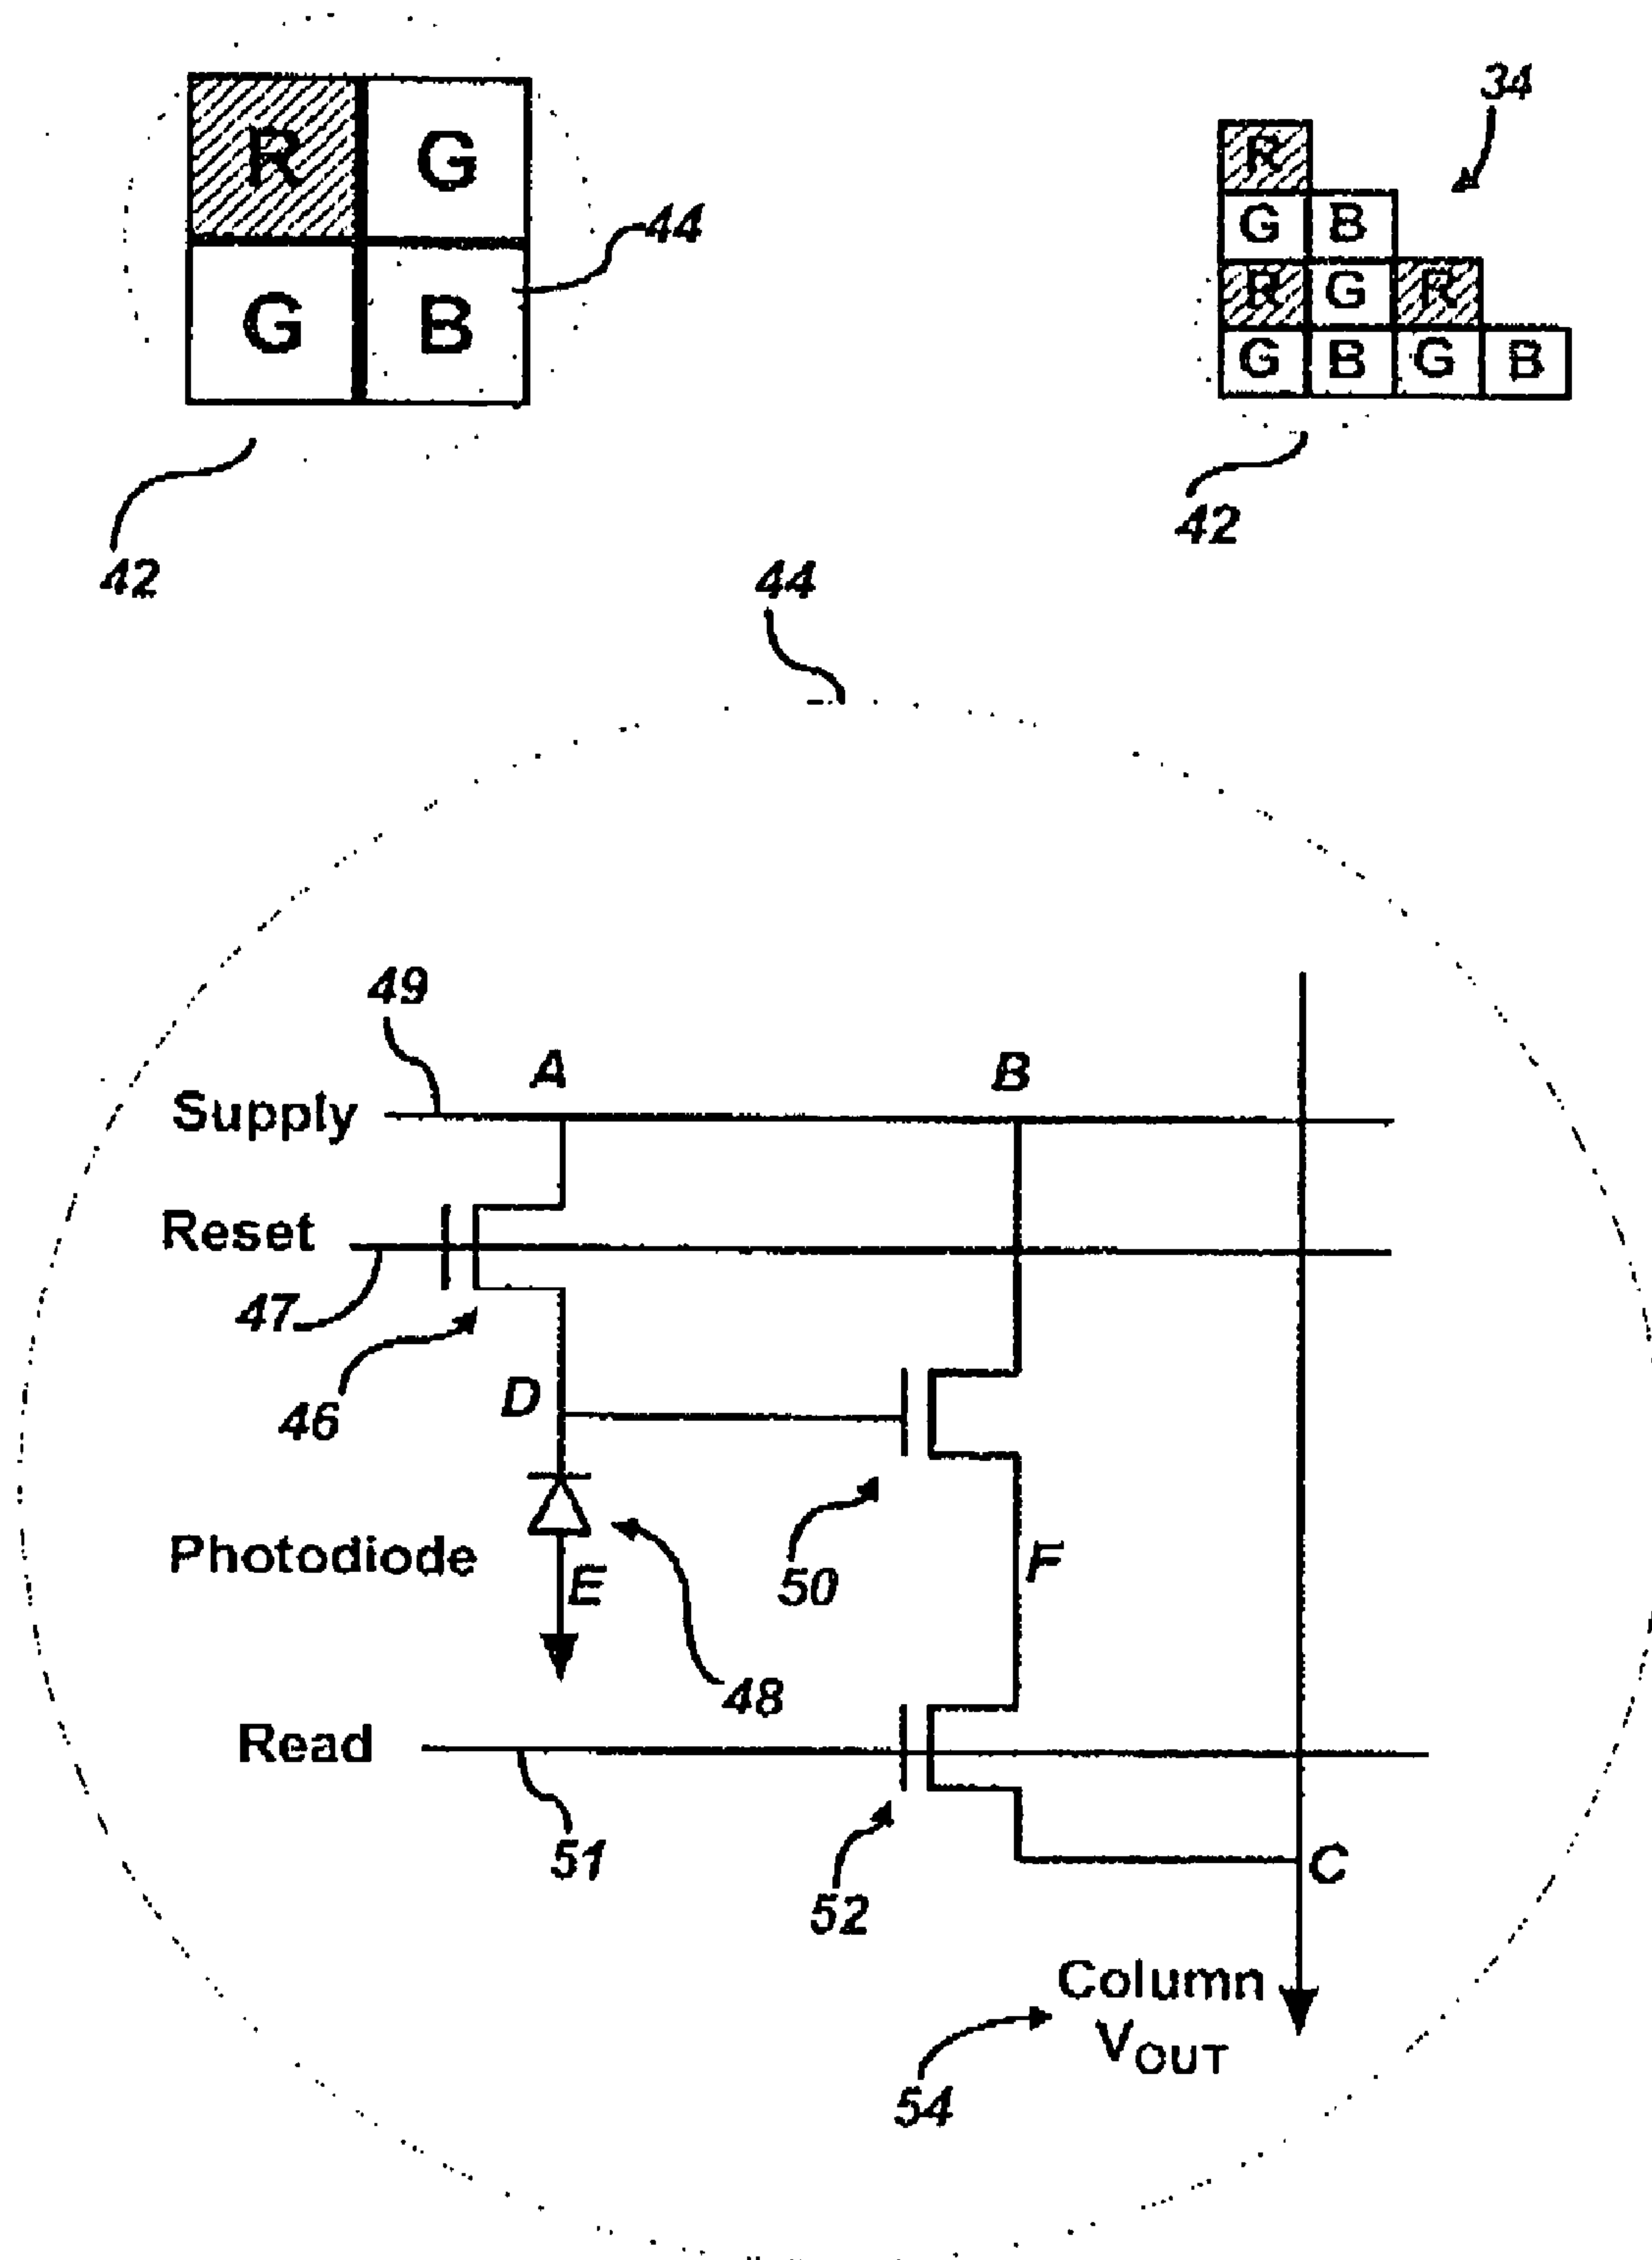 R G
G B
44
42
34
R
G B
R G R
G B G B
42
44
49
A
B
Supply
Reset
47
46
D
50
Photodiode
E
F
48
Read
51
52
C
Column
VOUT
54